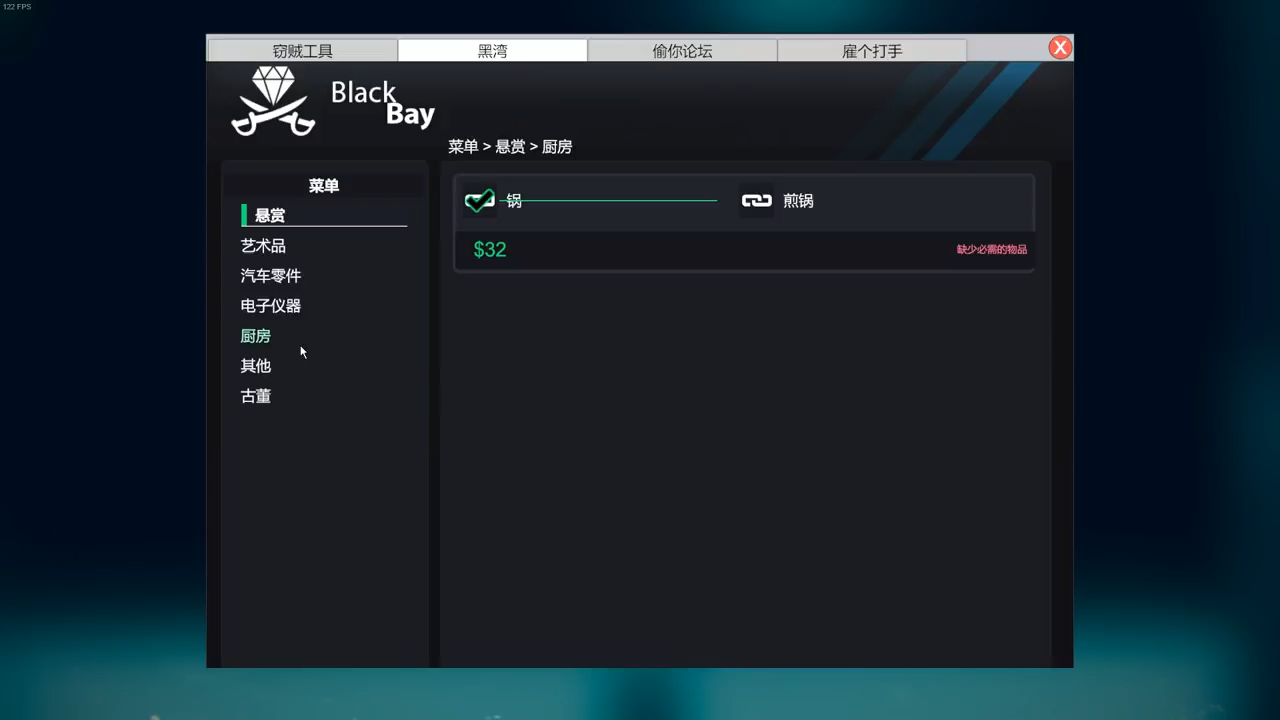 122 FPS
窃贼工具
黑湾
偷你论坛
雇个打手
X
Black
Bay
菜单 > 悬赏 > 厨房
菜单
悬赏
艺术品
汽车零件
电子仪器
厨房
其他
古董
锅
煎锅
$32
缺少必需的物品